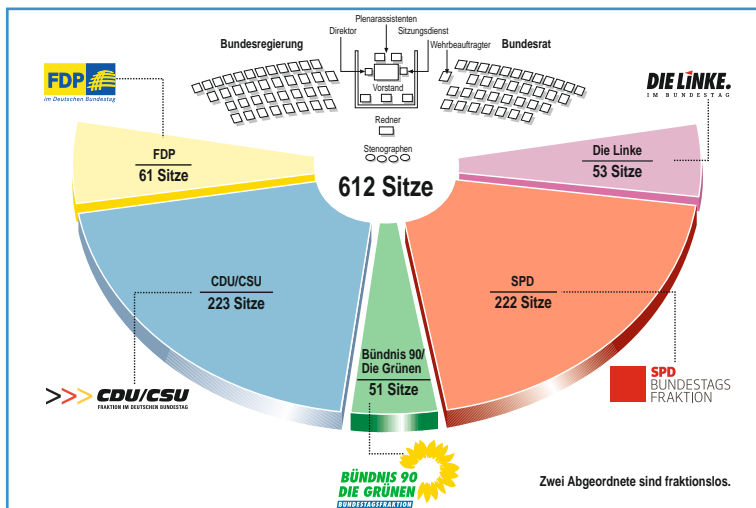 Plenarassistenten
Direktor
Sitzungsdienst
Bundesregierung
Wehrbeauftragter
Bundesrat
Vorstand
Redner
Stenographen
612 Sitze
FDP
im Deutschen Bundestag
DIE LINKE.
IM BUNDESTAG
FDP
61 Sitze
Die Linke
53 Sitze
CDU/CSU
223 Sitze
SPD
222 Sitze
Bündnis 90/
Die Grünen
51 Sitze
>>> CDU/CSU
FRAKTION IM DEUTSCHEN BUNDESTAG
SPD
BUNDESTAGS
FRAKTION
BÜNDNIS 90
DIE GRÜNEN
BUNDESTAGSFRAKTION
Zwei Abgeordnete sind fraktionslos.